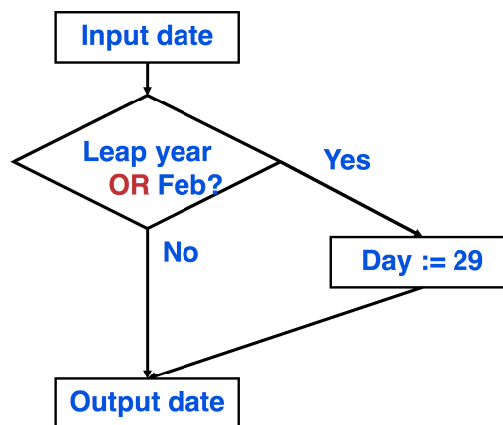 Input date
Leap year
OR Feb?
Yes
No
Day := 29
Output date